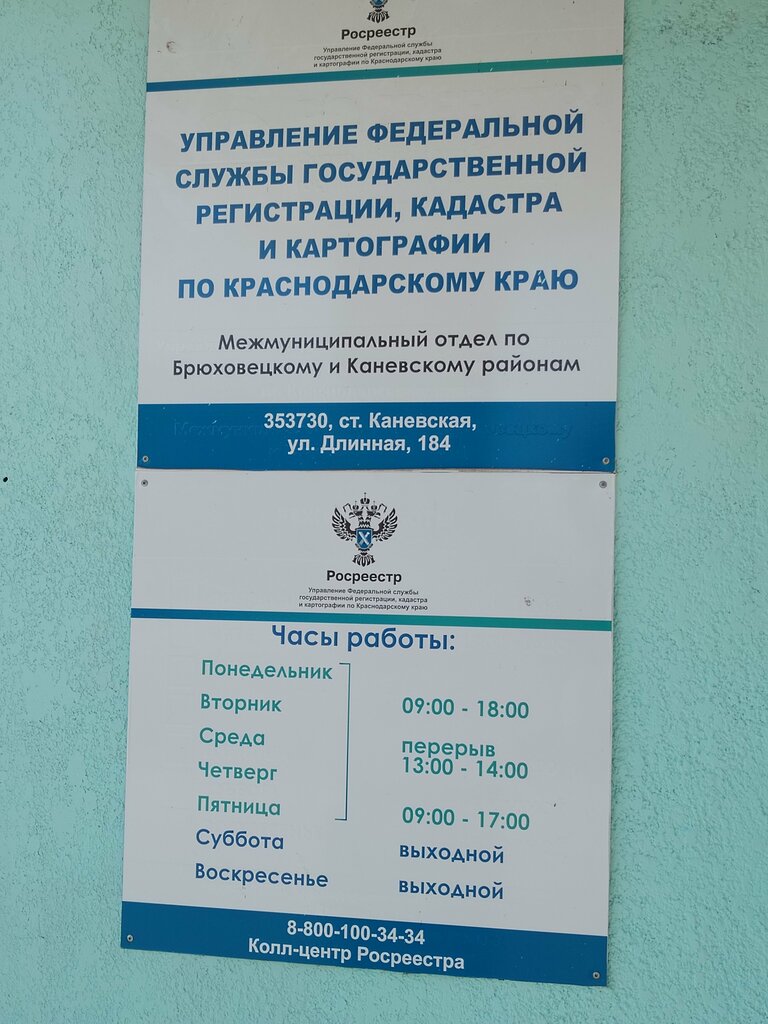 Росреестр
Управление Федеральной службы
государственной регистрации, кадастра
и картографии по Краснодарскому краю
УПРАВЛЕНИЕ ФЕДЕРАЛЬНОЙ
СЛУЖБЫ ГОСУДАРСТВЕННОЙ
РЕГИСТРАЦИИ, КАДАСТРА
И КАРТОГРАФИИ
ПО КРАСНОДАРСКОМУ КРАЮ
Межмуниципальный отдел по
Брюховецкому и Каневскому районам
353730, ст. Каневская,
ул. Длинная, 184
Росреестр
Управление Федеральной службы
государственной регистрации, кадастра
и картографии по Краснодарскому краю
Часы работы:
Понедельник
Вторник 09:00 - 18:00
Среда перерыв
Четверг 13:00 - 14:00
Пятница 09:00 - 17:00
Суббота выходной
Воскресенье выходной
8-800-100-34-34
Колл-центр Росреестра